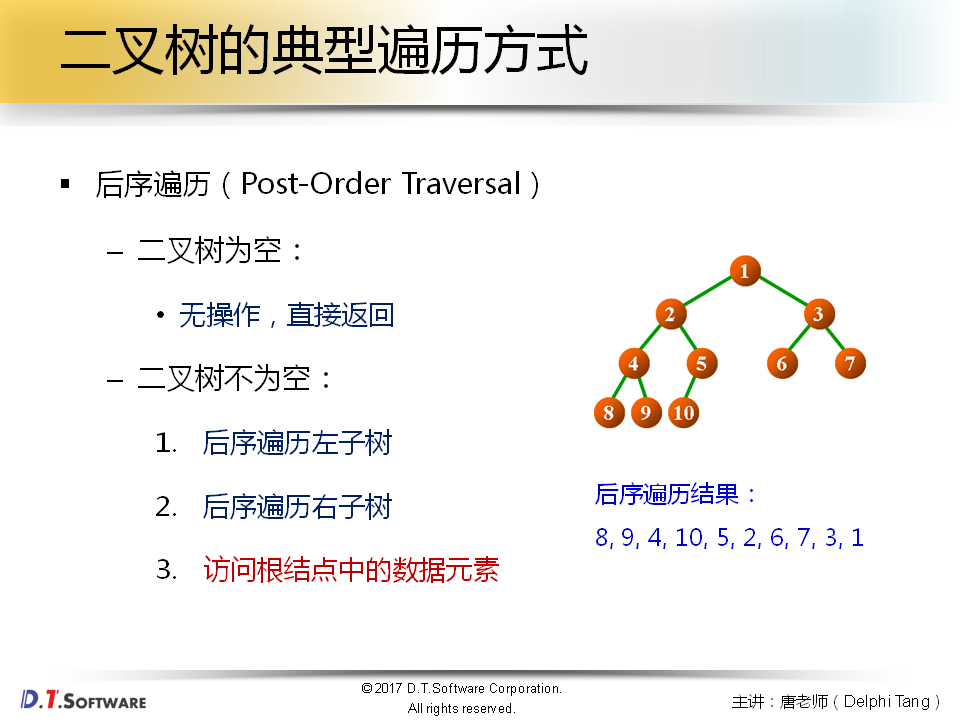 二叉树的典型遍历方式
▪ 后序遍历（Post-Order Traversal）
– 二叉树为空：
• 无操作，直接返回
– 二叉树不为空：
1. 后序遍历左子树
2. 后序遍历右子树
3. 访问根结点中的数据元素
1
2 3
4 5 6 7
8 9 10
后序遍历结果：
8, 9, 4, 10, 5, 2, 6, 7, 3, 1
D.T.SOFTWARE
©2017 D.T.Software Corporation.
All rights reserved.
主讲：唐老师（Delphi Tang）